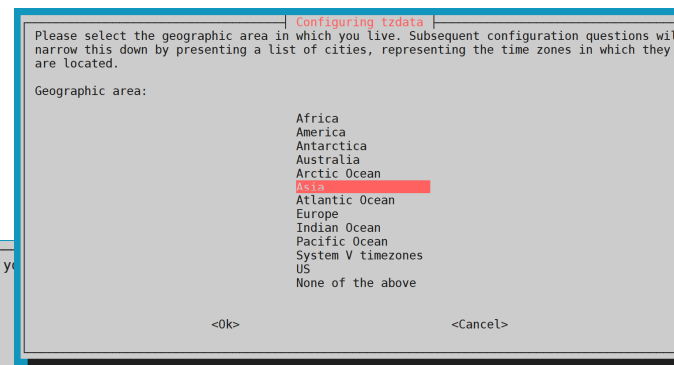 Configuring tzdata
Please select the geographic area in which you live. Subsequent configuration questions
narrow this down by presenting a list of cities, representing the time zones in which they
are located.
Geographic area:
Africa
America
Antarctica
Australia
Arctic Ocean
Asia
Atlantic Ocean
Europe
Indian Ocean
Pacific Ocean
System V timezones
US
None of the above
<Ok> <Cancel>